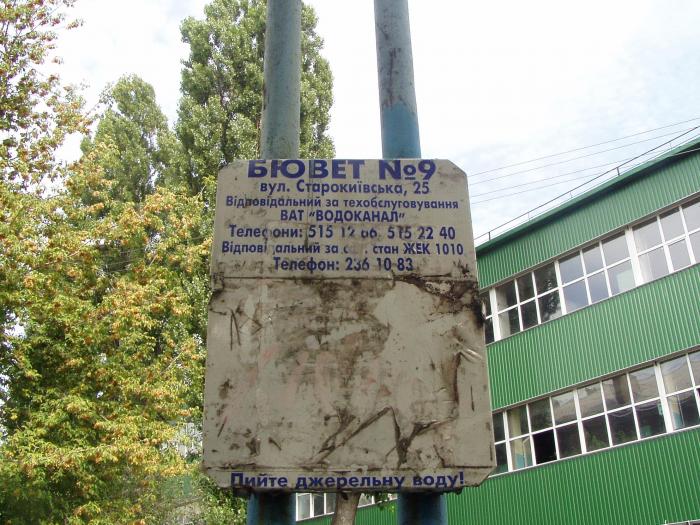 БЮВЕТ №9
вул. Старокиївська, 25
Відповідальний за техобслуговування
ВАТ "ВОДОКАНАЛ"
Телефони: 515 12 66, 515 22 40
Відповідальний за стан ЖЕК 1010
Телефон: 236 10 83
Пийте джерельну воду!